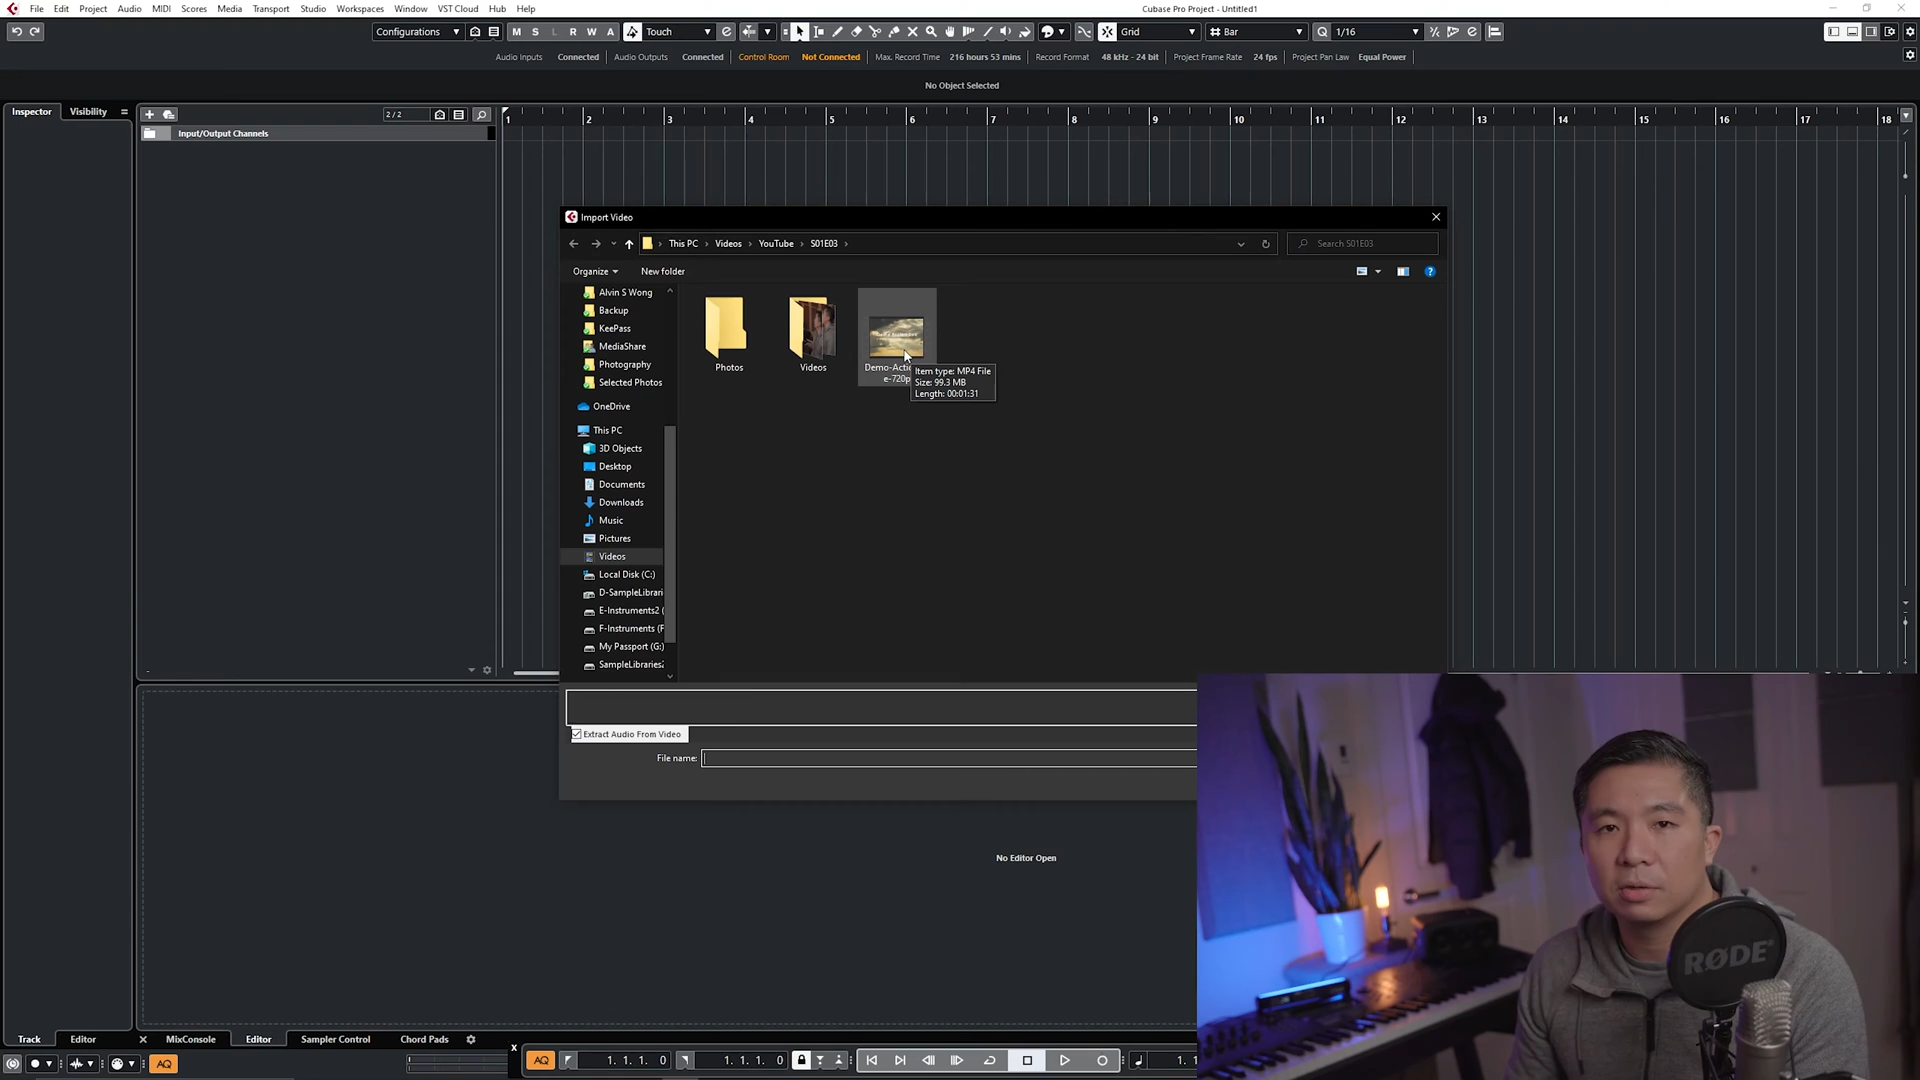 File Edit Project Audio MIDI Scores Media Transport Studio Workspaces Window VST Cloud Hub Help
Cubase Pro Project - Untitled1
Configurations M S L R W A Touch Grid Bar Q 1/16
Audio Inputs Connected Audio Outputs Connected Control Room Not Connected Max. Record Time 216 hours 53 mins Record Format 48 kHz - 24 bit Project Frame Rate 24 fps Project Pan Law Equal Power
No Object Selected
Inspector Visibility
2 / 2
1 2 3 4 5 6 7 8 9 10 11 12 13 14 15 16 17 18
Input/Output Channels
Import Video
This PC Videos YouTube S01E03
Search S01E03
Organize New folder
Alvin S Wong
Backup
KeePass
MediaShare
Photography
Selected Photos
OneDrive
This PC
3D Objects
Desktop
Documents
Downloads
Music
Pictures
Videos
Local Disk (C:)
D-SampleLibrari
E-Instruments2 (
F-Instruments (F
My Passport (G:)
SampleLibraries2
Photos
Videos
Demo-Acti
e-720p
Item type: MP4 File
Size: 99.3 MB
Length: 00:01:31
Extract Audio From Video
File name:
No Editor Open
RØDE
Track Editor MixConsole Editor Sampler Control Chord Pads
AQ
AQ 1. 1. 1. 0 1. 1. 1. 0 1. 1.